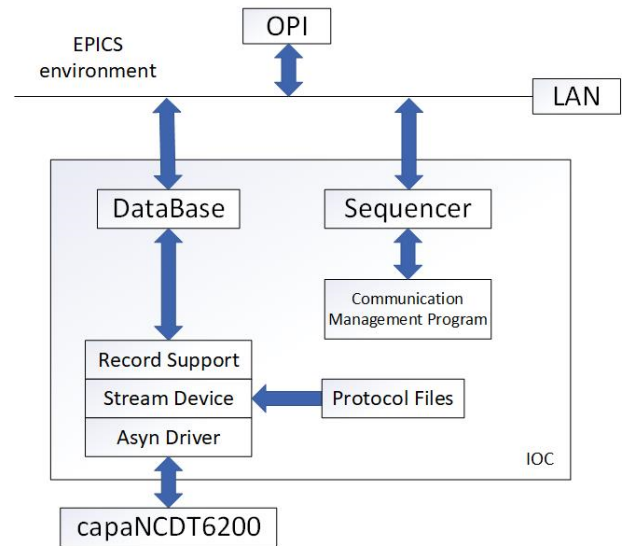 OPI
EPICS
environment
LAN
DataBase
Sequencer
Communication
Management Program
Record Support
Stream Device
Protocol Files
Asyn Driver
IOC
capaNCDT6200